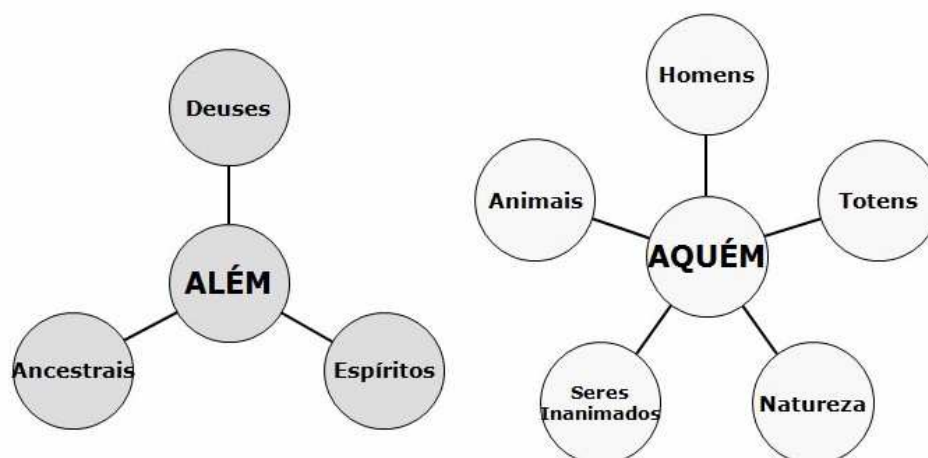 Deuses
ALÉM
Ancestrais
Espíritos
Homens
Animais
Totens
AQUÉM
Seres
Inanimados
Natureza